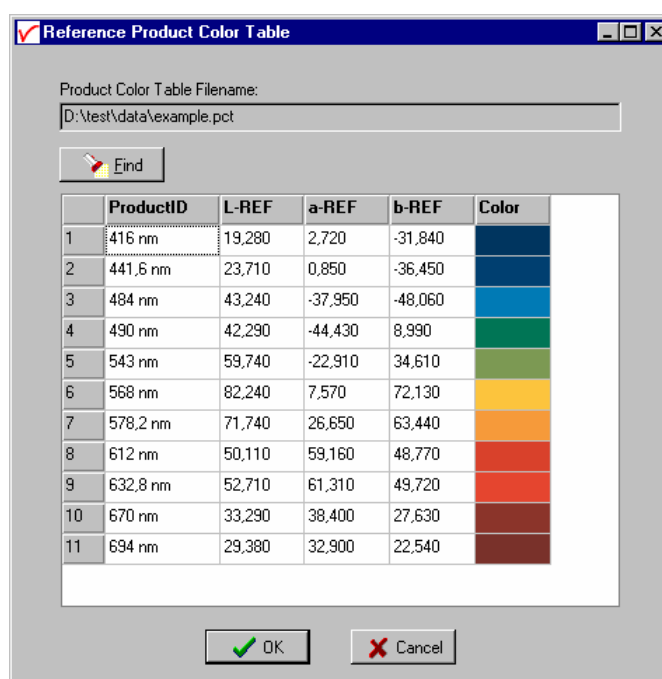 Reference Product Color Table
Product Color Table Filename:
D:\test\data\example.pct
Find
ProductID L-REF a-REF b-REF Color
1 416 nm 19,280 2,720 -31,840
2 441,6 nm 23,710 0,850 -36,450
3 484 nm 43,240 -37,950 -48,060
4 490 nm 42,290 -44,430 8,990
5 543 nm 59,740 -22,910 34,610
6 568 nm 82,240 7,570 72,130
7 578,2 nm 71,740 26,650 63,440
8 612 nm 50,110 59,160 48,770
9 632,8 nm 52,710 61,310 49,720
10 670 nm 33,290 38,400 27,630
11 694 nm 29,380 32,900 22,540
OK Cancel